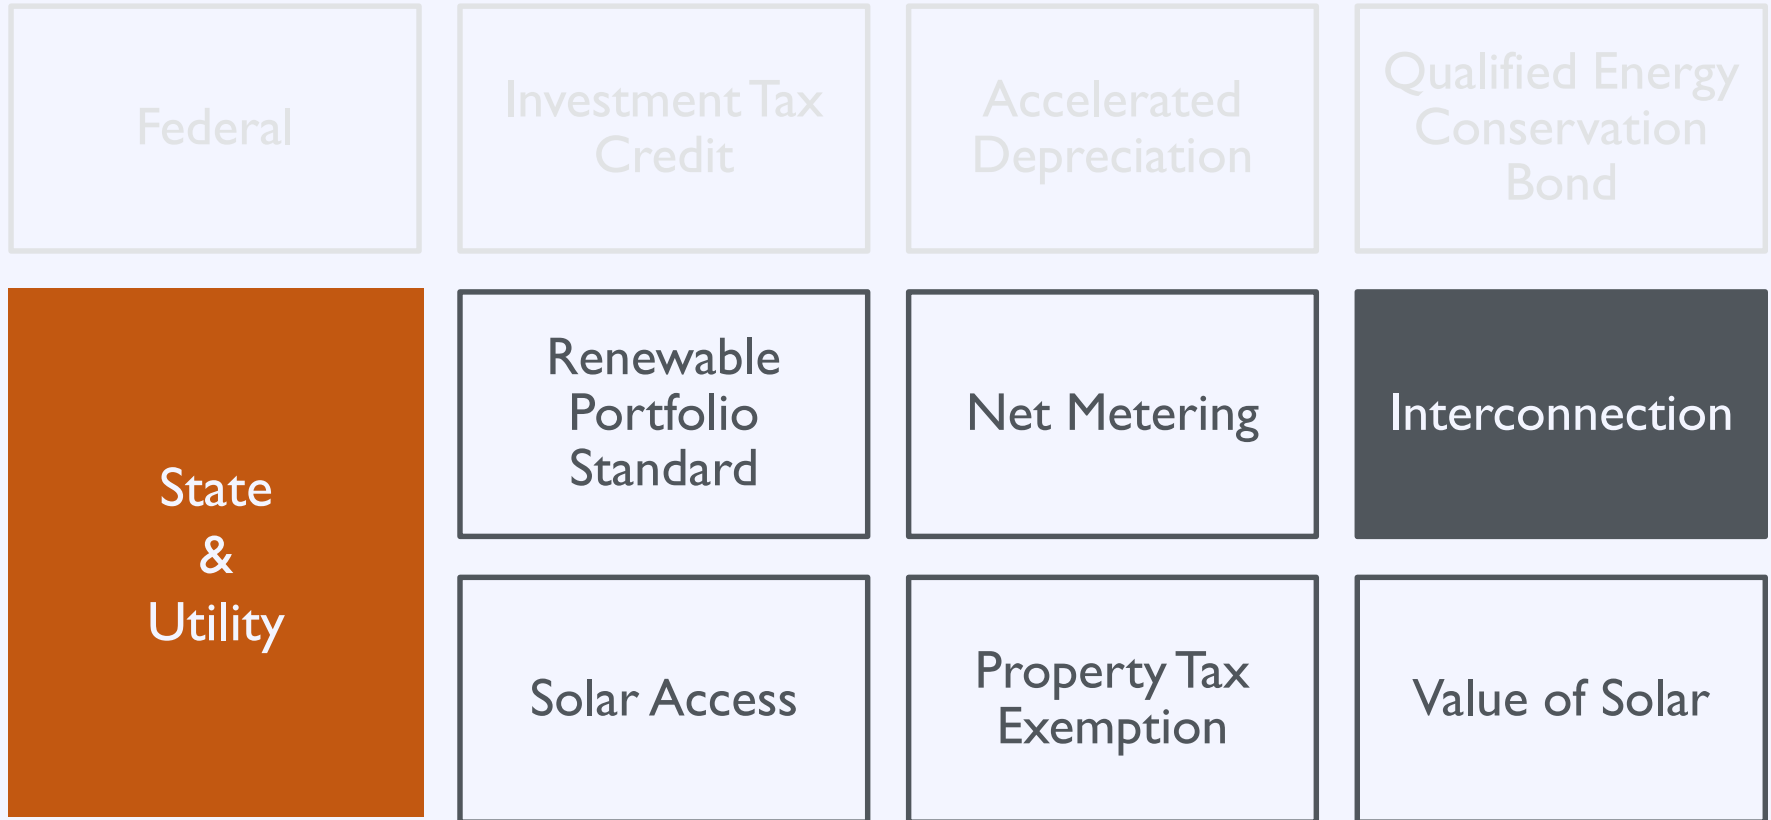 Federal
Investment Tax
Credit
Accelerated
Depreciation
Qualified Energy
Conservation
Bond
State
&
Utility
Renewable
Portfolio
Standard
Net Metering
Interconnection
Solar Access
Property Tax
Exemption
Value of Solar